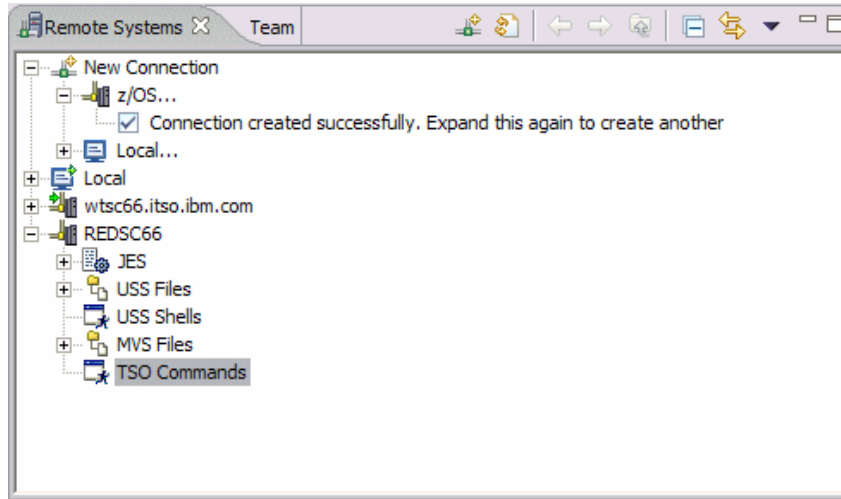 Remote Systems Team
New Connection
z/OS...
Connection created successfully. Expand this again to create another
Local...
Local
wtsc66.itso.ibm.com
REDSC66
JES
USS Files
USS Shells
MVS Files
TSO Commands